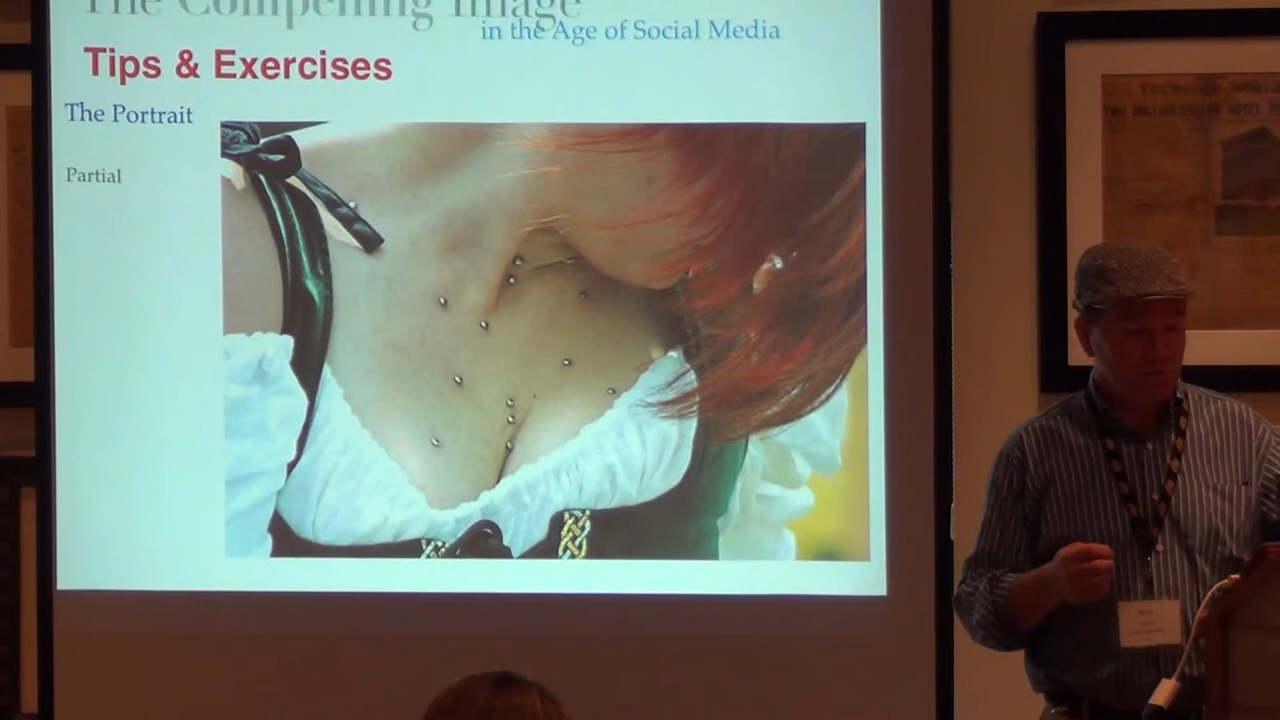 The Compelling Image
in the Age of Social Media
Tips & Exercises
The Portrait
Partial